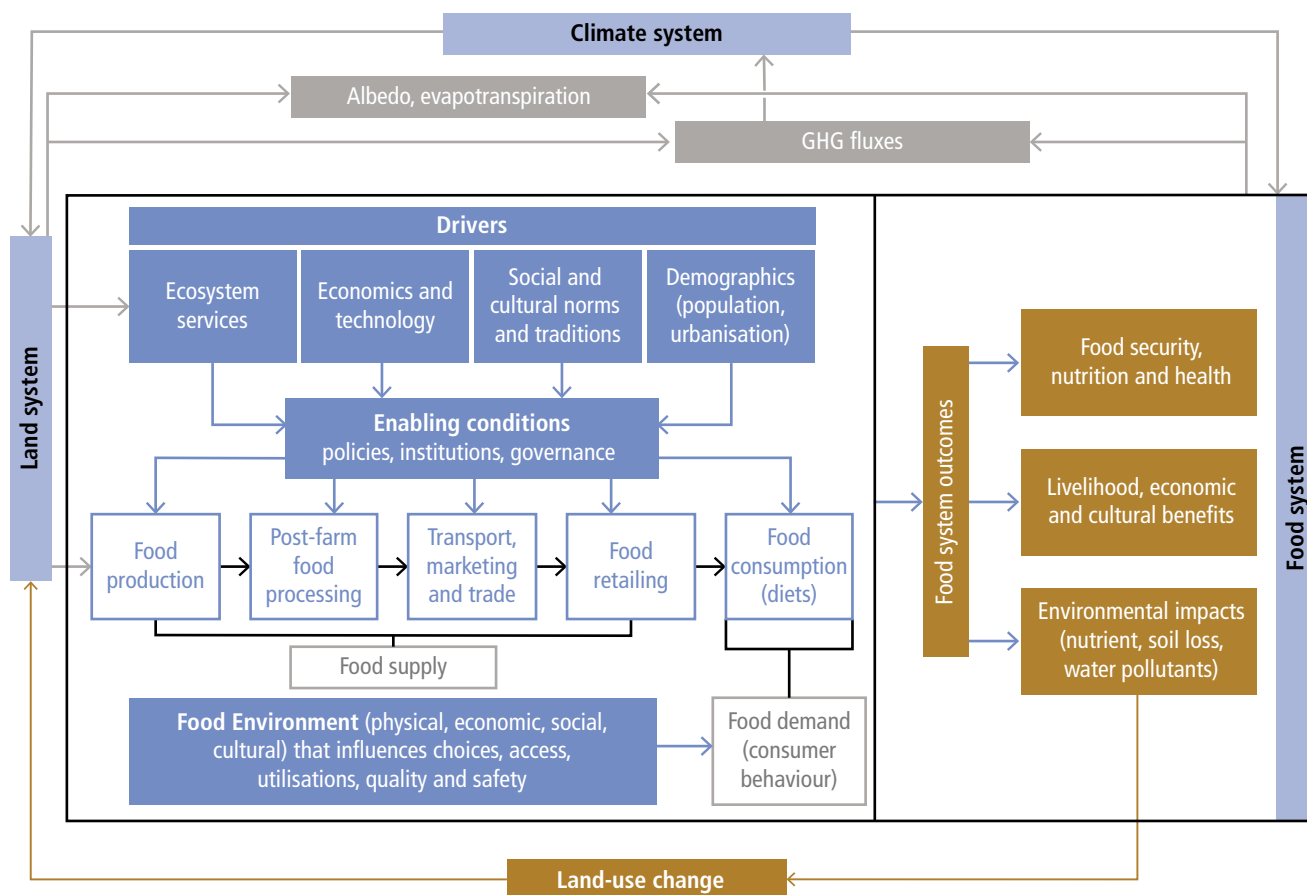 Climate system
Albedo, evapotranspiration
GHG fluxes
Land system
Drivers
Ecosystem
services
Economics and
technology
Social and
cultural norms
and traditions
Demographics
(population,
urbanisation)
Enabling conditions
policies, institutions, governance
Food
production
Post-farm
food
processing
Transport,
marketing
and trade
Food
retailing
Food
consumption
(diets)
Food supply
Food Environment (physical, economic, social,
cultural) that influences choices, access,
utilisations, quality and safety
Food demand
(consumer
behaviour)
Food system outcomes
Food security,
nutrition and health
Livelihood, economic
and cultural benefits
Environmental impacts
(nutrient, soil loss,
water pollutants)
Food system
Land-use change